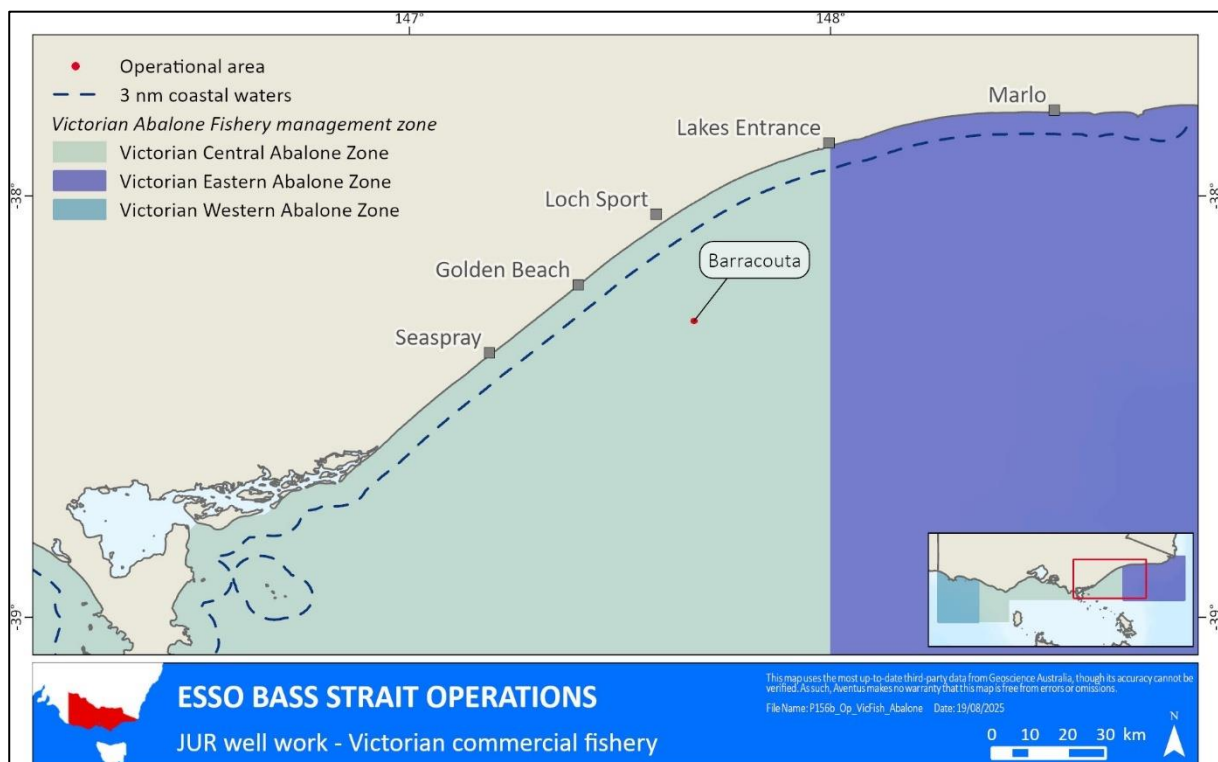 147°
148°
Operational area
3 nm coastal waters
Victorian Abalone Fishery management zone
Victorian Central Abalone Zone
Victorian Eastern Abalone Zone
Victorian Western Abalone Zone
Marlo
Lakes Entrance
-38°
-38°
Loch Sport
Barracouta
Golden Beach
Seaspray
-39°
-39°
ESSO BASS STRAIT OPERATIONS
JUR well work - Victorian commercial fishery
This map uses the most up-to-date third-party data from Geoscience Australia, though its accuracy cannot be
verified. As such, Aventus makes no warranty that this map is free from errors or omissions.
File Name: P156b_Op_VicFish_Abalone Date: 19/08/2025
N
0 10 20 30 km